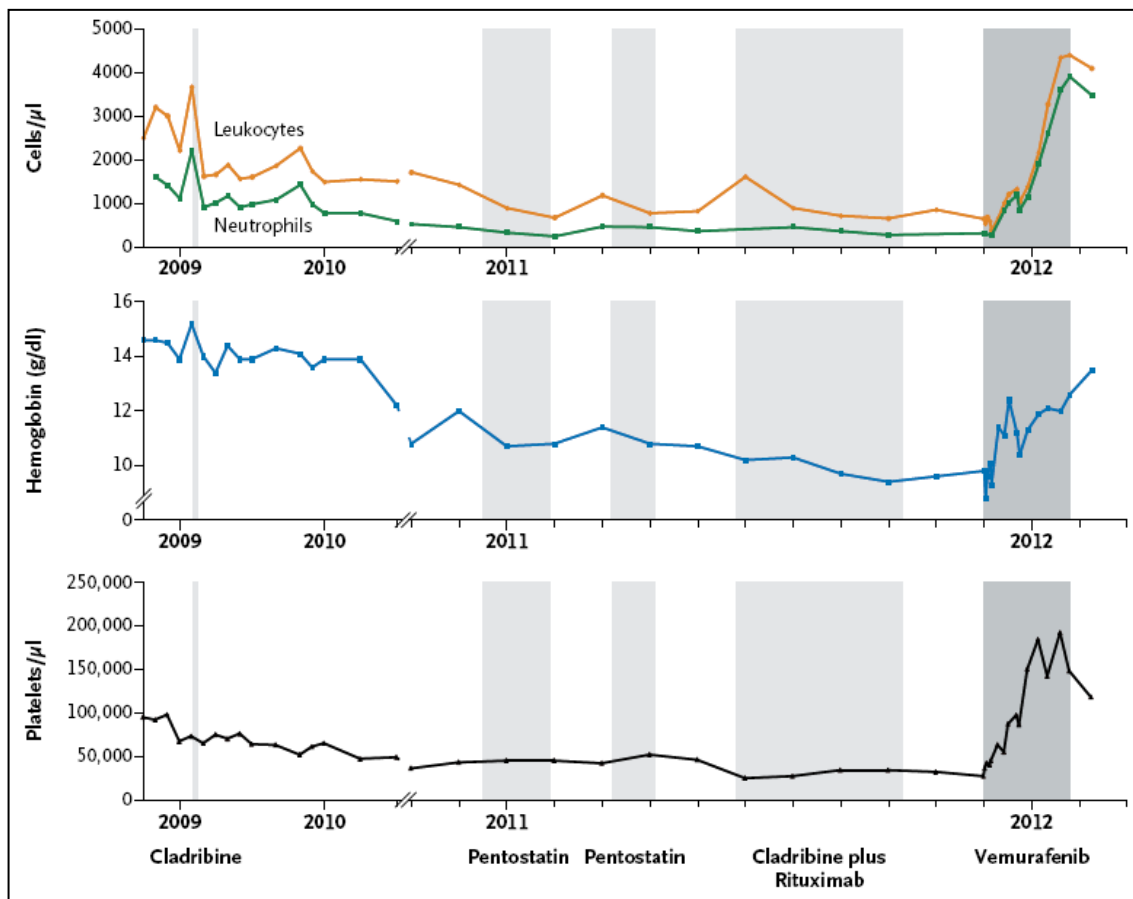 Cells/µl
5000
4000
3000
2000
1000
0
Leukocytes
Neutrophils
2009
2010
2011
2012
Hemoglobin (g/dl)
16
14
12
10
0
2009
2010
2011
2012
Platelets/µl
250,000
200,000
150,000
100,000
50,000
0
2009
2010
2011
2012
Cladribine
Pentostatin
Pentostatin
Cladribine plus
Rituximab
Vemurafenib